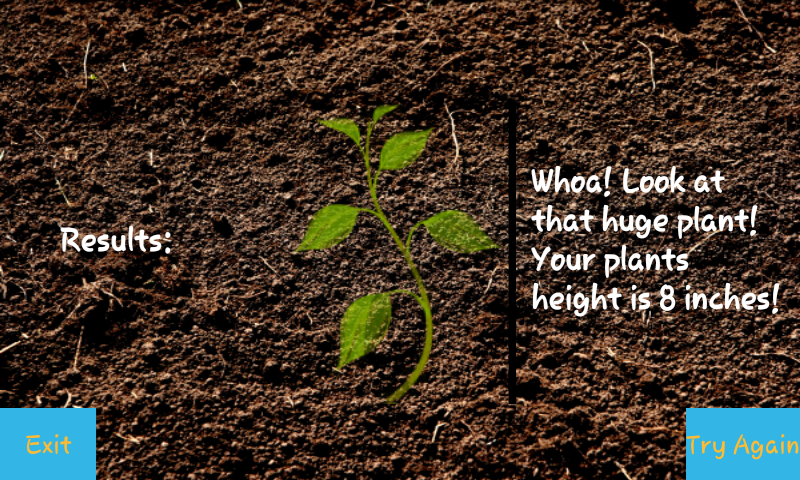 Results:
Whoa! Look at
that huge plant!
Your plants
height is 8 inches!
Exit
Try Again